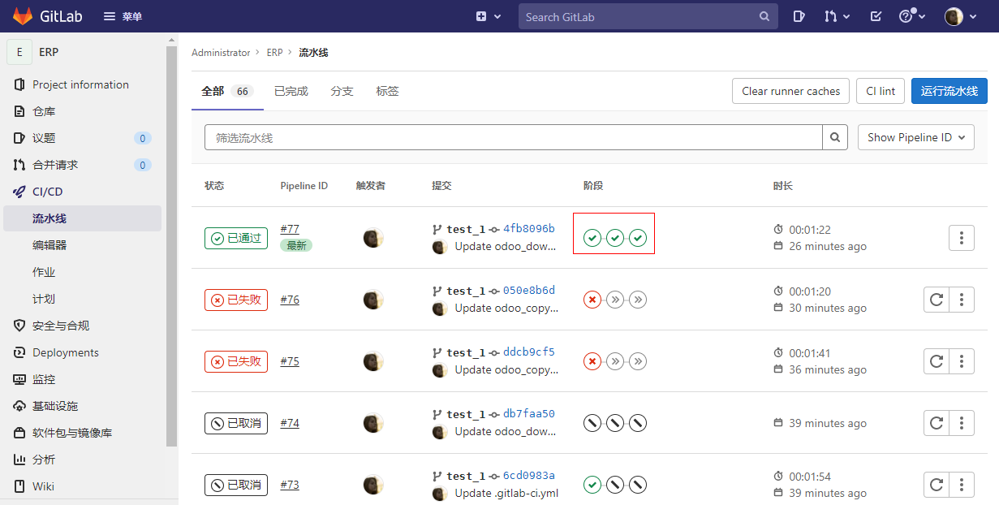 GitLab
菜单
Search GitLab
E
ERP
Project information
仓库
议题
0
合并请求
0
CI/CD
流水线
编辑器
作业
计划
安全与合规
Deployments
监控
基础设施
软件包与镜像库
分析
Wiki
Administrator › ERP › 流水线
全部 66
已完成
分支
标签
Clear runner caches
CI lint
运行流水线
筛选流水线
Show Pipeline ID
状态
Pipeline ID
触发者
提交
阶段
时长
已通过
#77
最新
test_1
4fb8096b
Update odoo_dow...
00:01:22
26 minutes ago
已失败
#76
test_1
050e8b6d
Update odoo_copy...
00:01:20
30 minutes ago
已失败
#75
test_1
ddcb9cf5
Update odoo_copy...
00:01:41
36 minutes ago
已取消
#74
test_1
db7faa50
Update odoo_dow...
39 minutes ago
已取消
#73
test_1
6cd0983a
Update .gitlab-ci.yml
00:01:54
39 minutes ago